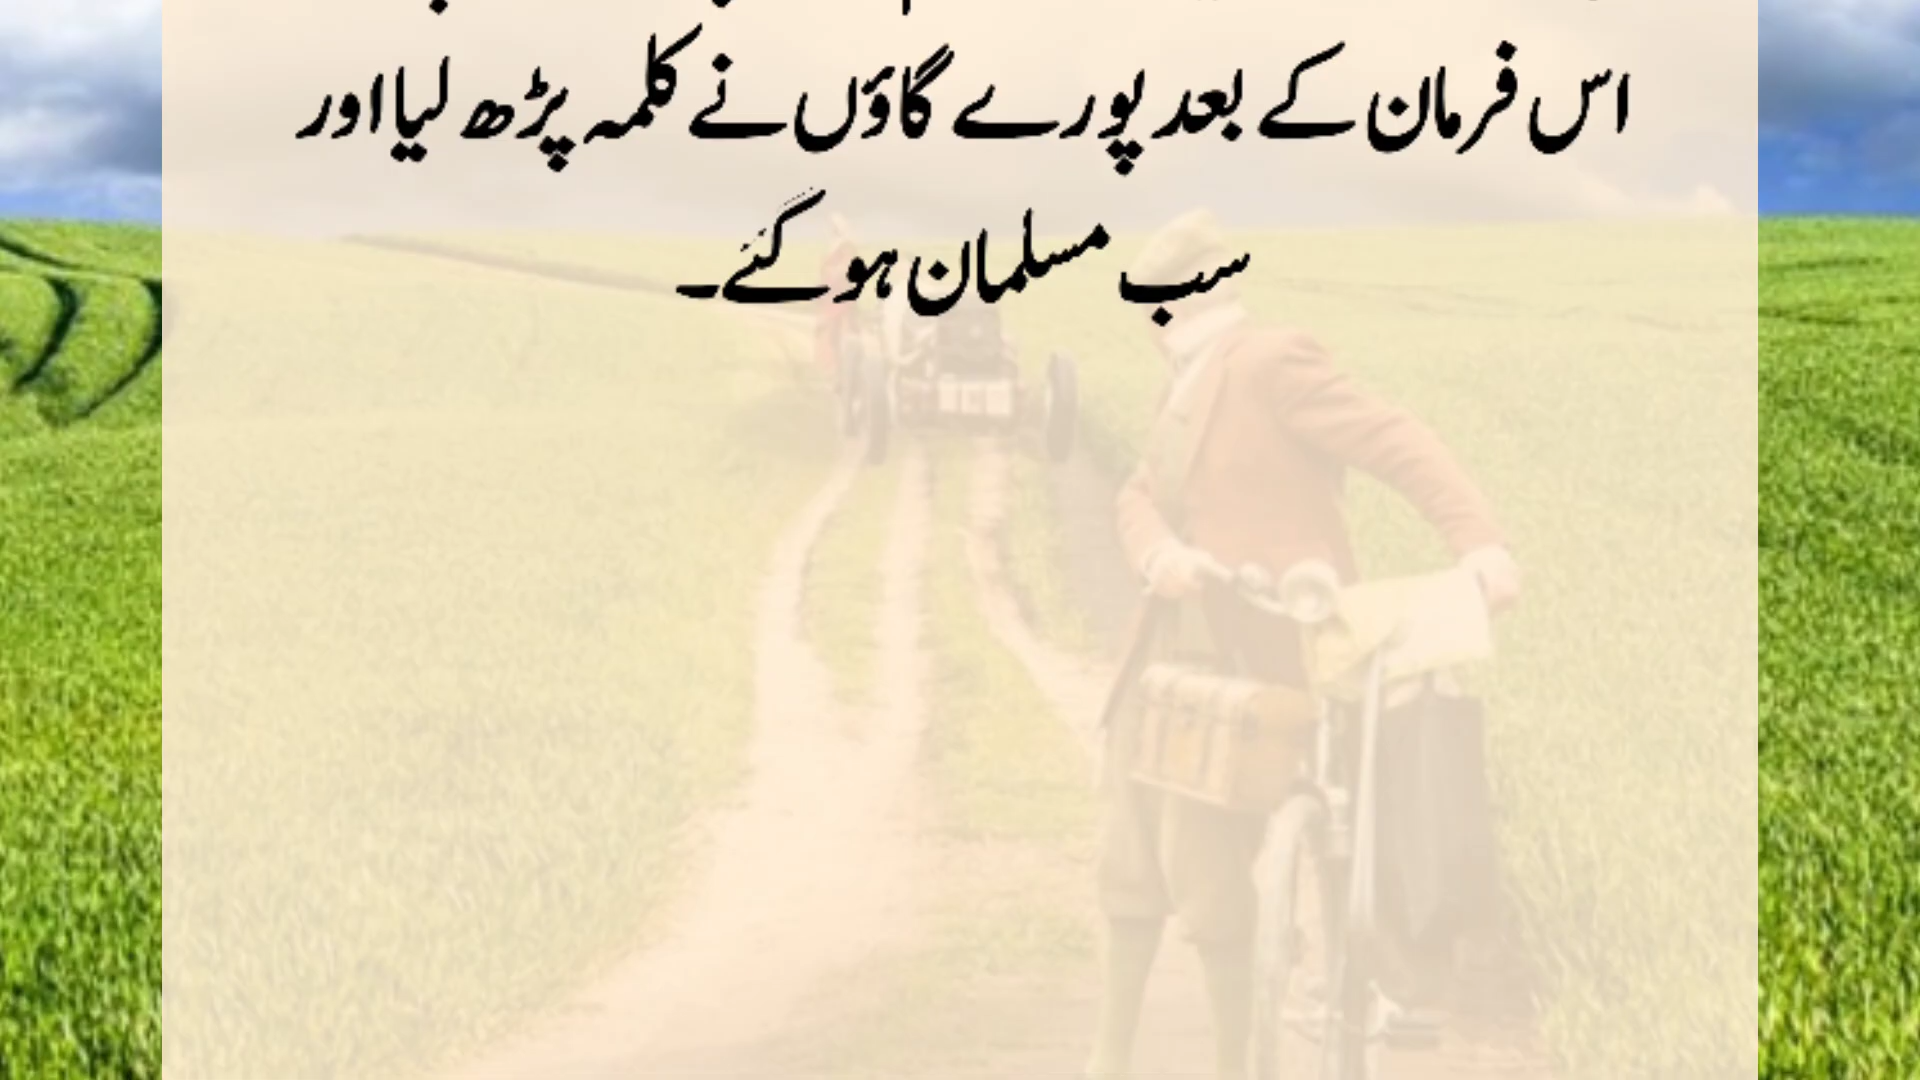 اس فرمان کے بعد پورے گاؤں نے کلمہ پڑھ لیا اور
سب مسلمان ہو گئے۔